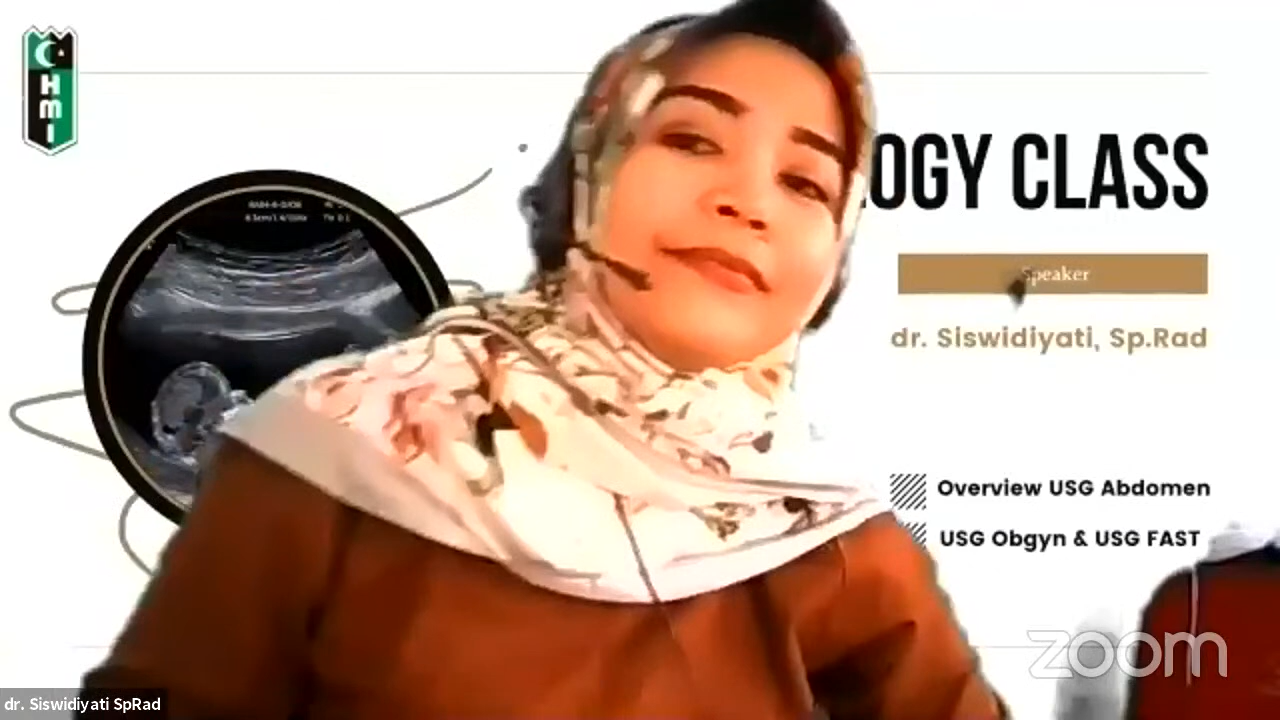 HMI
OGY CLASS
Speaker
dr. Siswidiyati, Sp.Rad
Overview USG Abdomen
USG Obgyn & USG FAST
zoom
dr. Siswidiyati SpRad